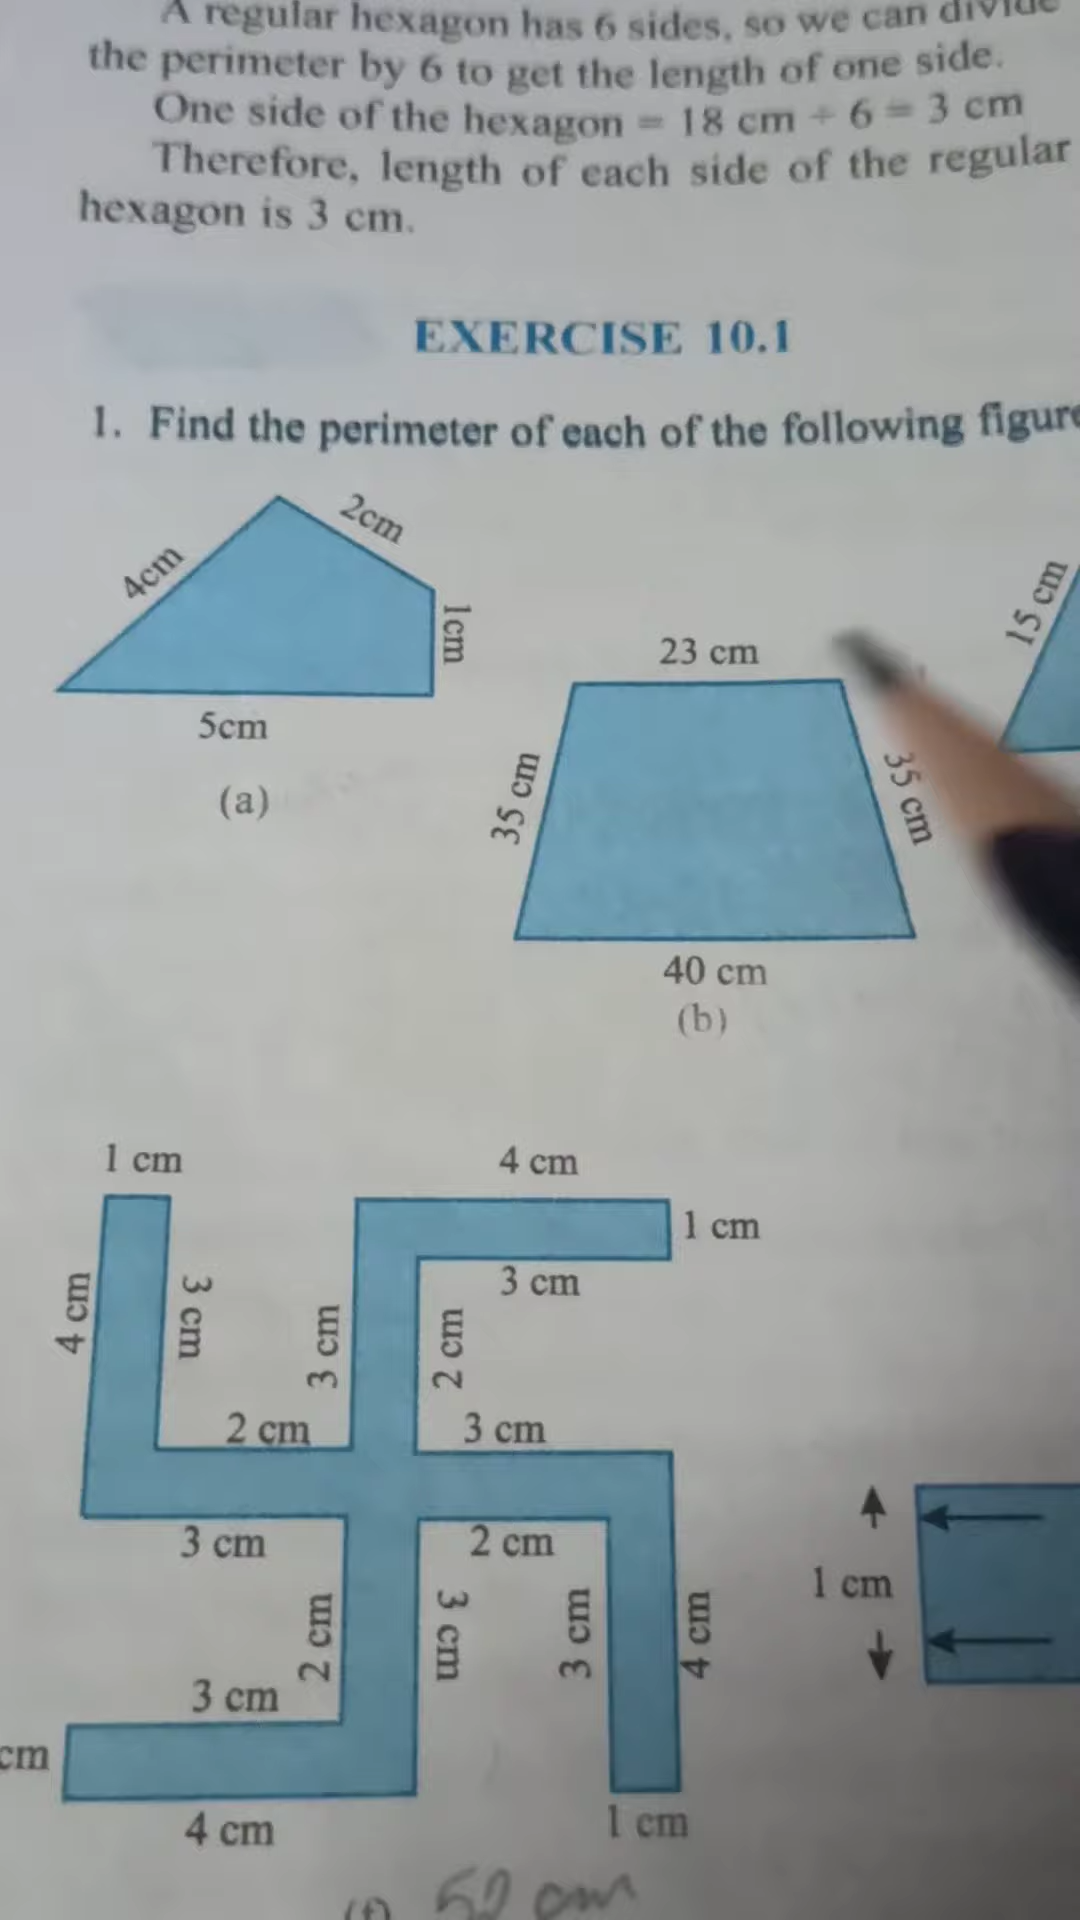 A regular hexagon has 6 sides, so we can divide
the perimeter by 6 to get the length of one side.
One side of the hexagon = 18 cm ÷ 6 = 3 cm
Therefore, length of each side of the regular
hexagon is 3 cm.
EXERCISE 10.1
1. Find the perimeter of each of the following figure
4cm
2cm
1cm
5cm
(a)
23 cm
35 cm
35 cm
40 cm
(b)
15 cm
1 cm
4 cm
1 cm
4 cm
3 cm
3 cm
3 cm
2 cm
2 cm
3 cm
3 cm
2 cm
2 cm
3 cm
3 cm
4 cm
3 cm
cm
4 cm
1 cm
1 cm
(f) 52 cm